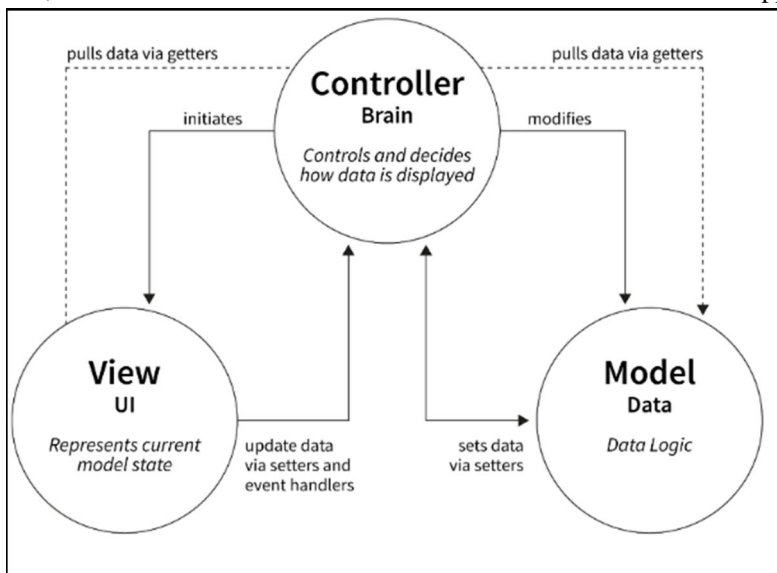 pulls data via getters
pulls data via getters
Controller
Brain
initiates
modifies
Controls and decides
how data is displayed
View
UI
Represents current
model state
update data
via setters and
event handlers
sets data
via setters
Model
Data
Data Logic